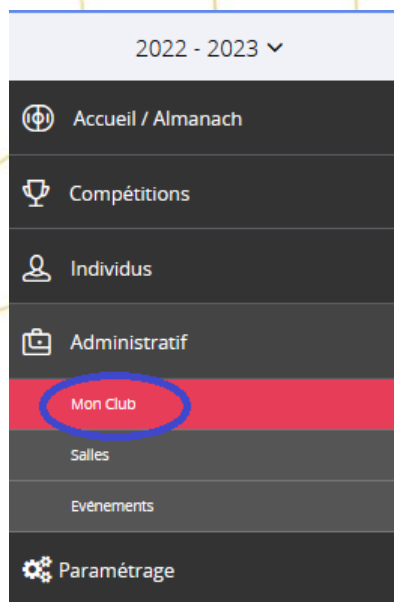 2022 - 2023
Accueil / Almanach
Compétitions
Individus
Administratif
Mon Club
Salles
Evénements
Paramétrage